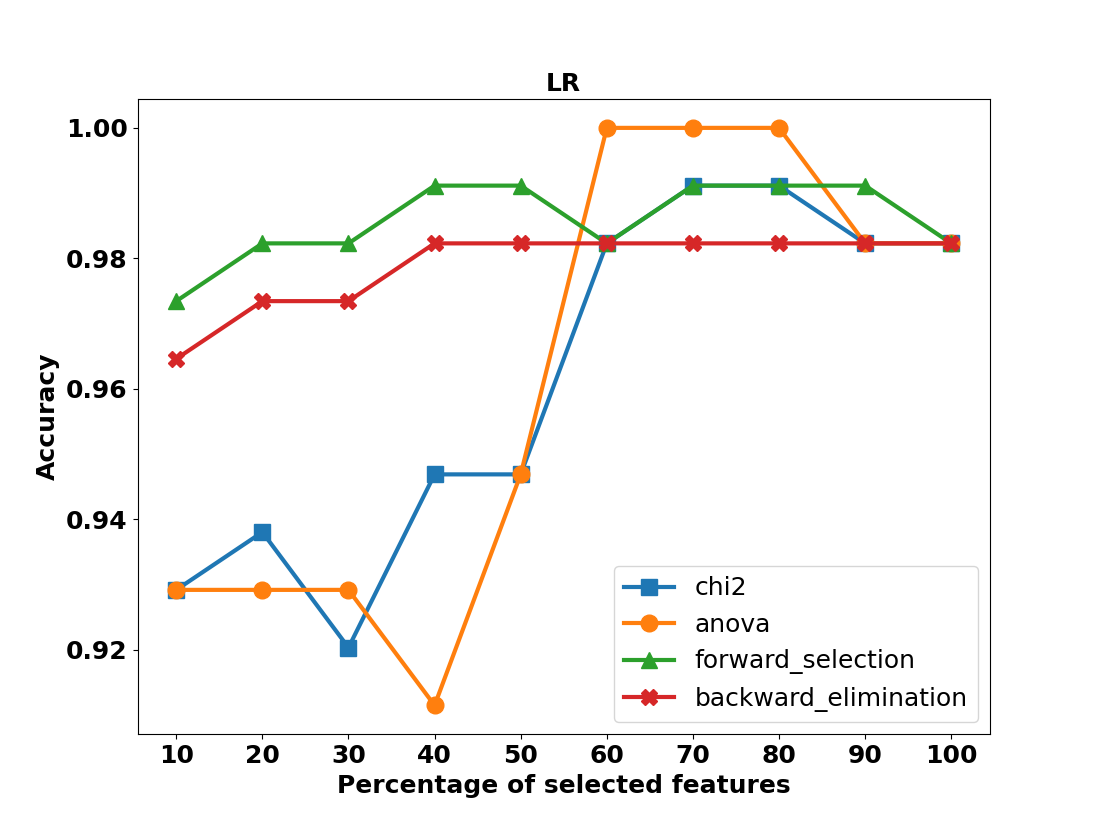 LR
1.00
0.98
0.96
0.94
0.92
Accuracy
10 20 30 40 50 60 70 80 90 100
Percentage of selected features
chi2
anova
forward_selection
backward_elimination